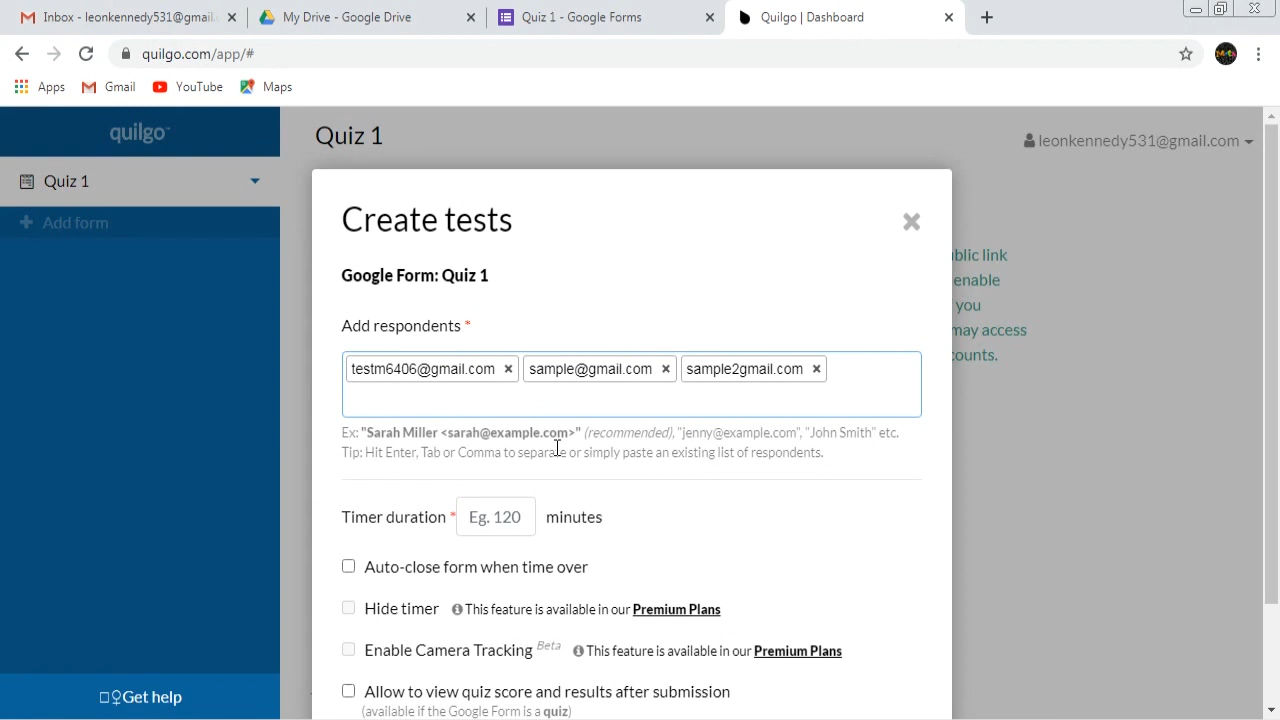 Inbox - leonkennedy531@gmail.
My Drive - Google Drive
Quiz 1 - Google Forms
Quilgo | Dashboard
quilgo.com/app/#
Apps
Gmail
YouTube
Maps
quilgo
Quiz 1
leonkennedy531@gmail.com
Quiz 1
Add form
Create tests
Google Form: Quiz 1
Add respondents *
testm6406@gmail.com
sample@gmail.com
sample2gmail.com
Ex: "Sarah Miller <sarah@example.com>" (recommended), "jenny@example.com", "John Smith" etc.
Tip: Hit Enter, Tab or Comma to separate or simply paste an existing list of respondents.
Timer duration * Eg. 120 minutes
Auto-close form when time over
Hide timer This feature is available in our Premium Plans
Enable Camera Tracking Beta This feature is available in our Premium Plans
Allow to view quiz score and results after submission
(available if the Google Form is a quiz)
blic link
enable
you
may access
counts.
Get help